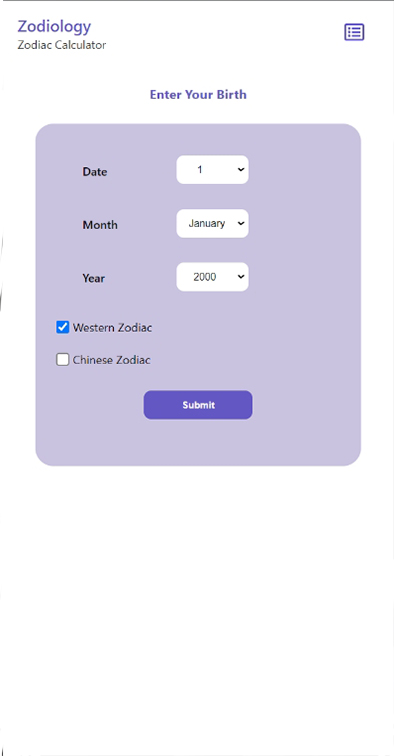 Zodiology
Zodiac Calculator
Enter Your Birth
Date 1
Month January
Year 2000
Western Zodiac
Chinese Zodiac
Submit